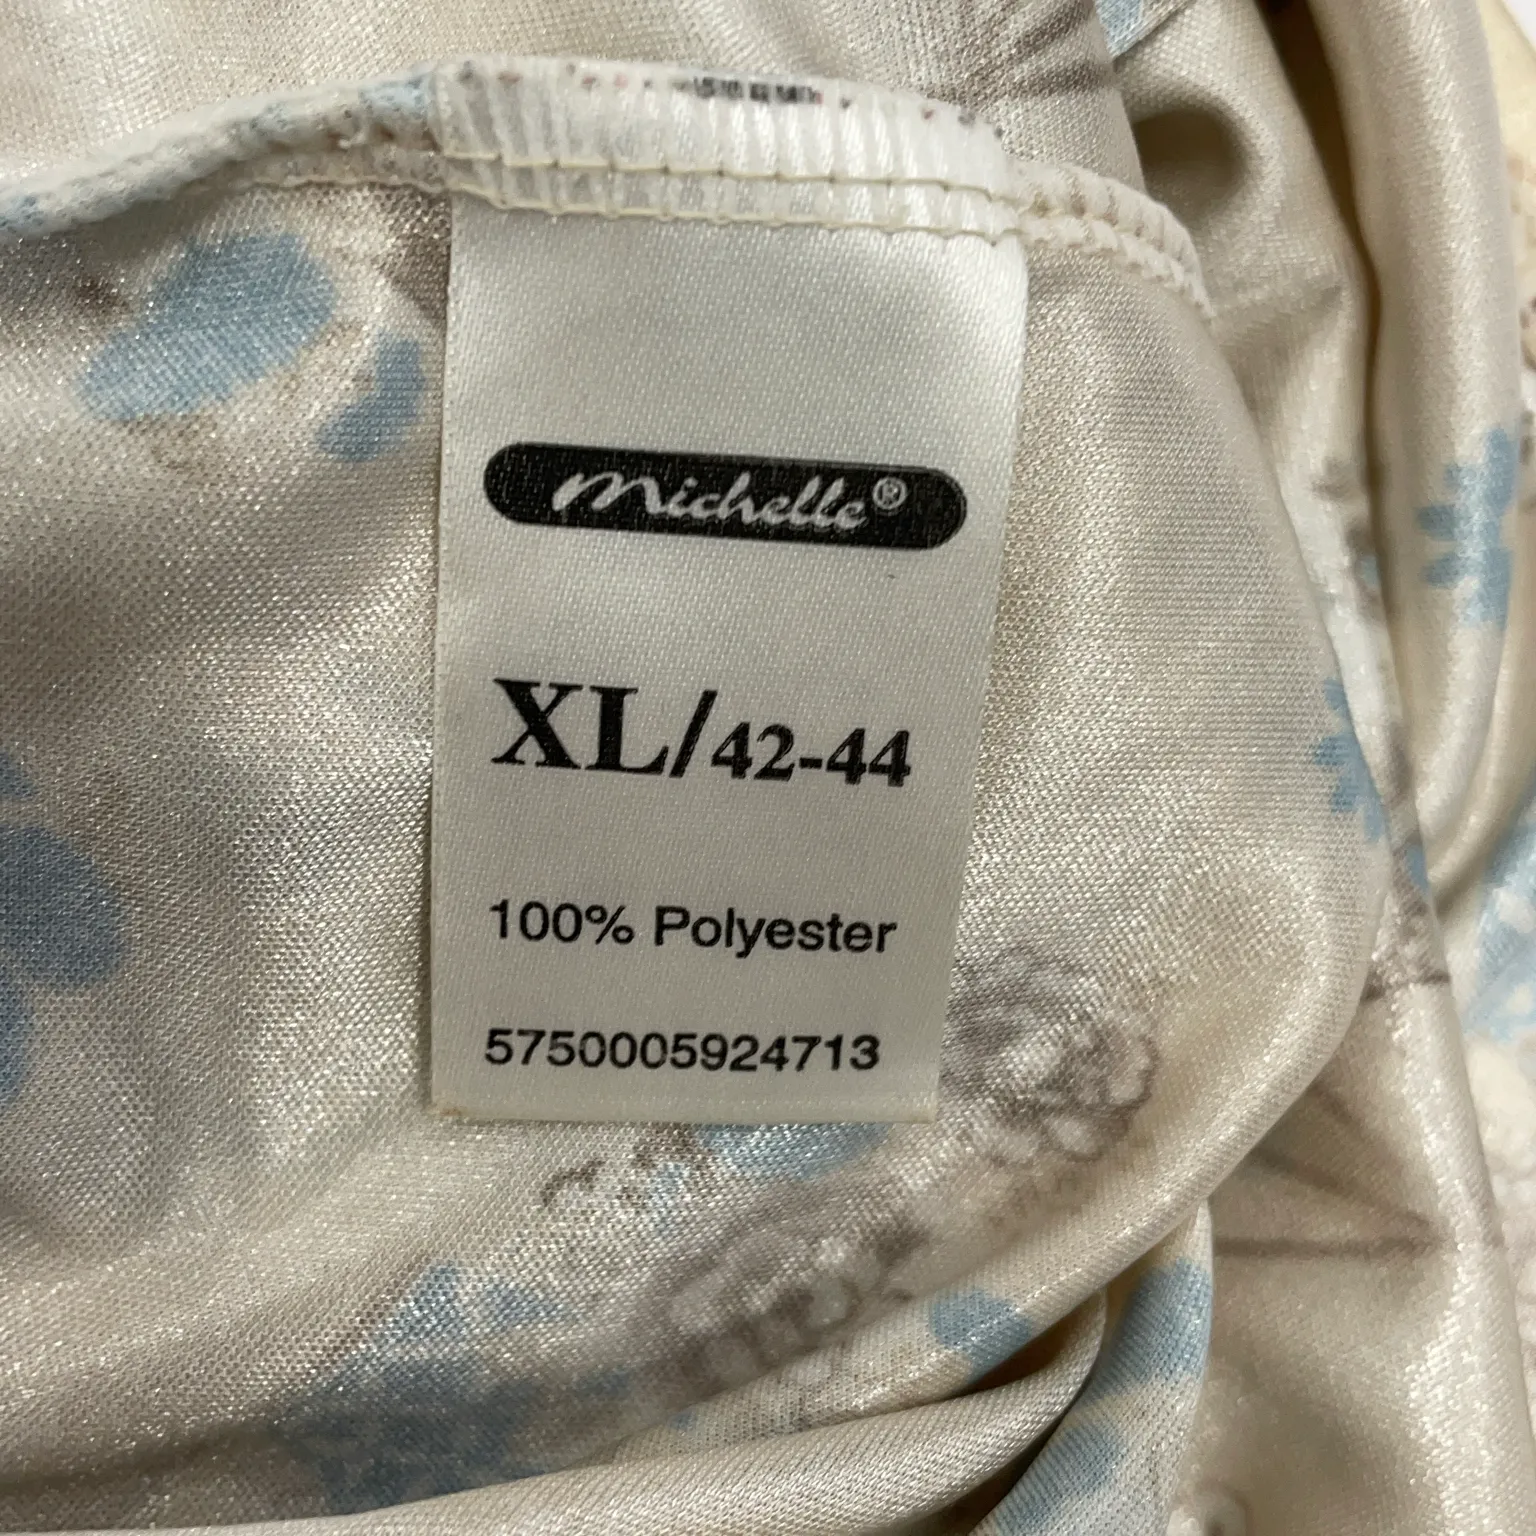 Michelle®
XL/42-44
100% Polyester
5750005924713